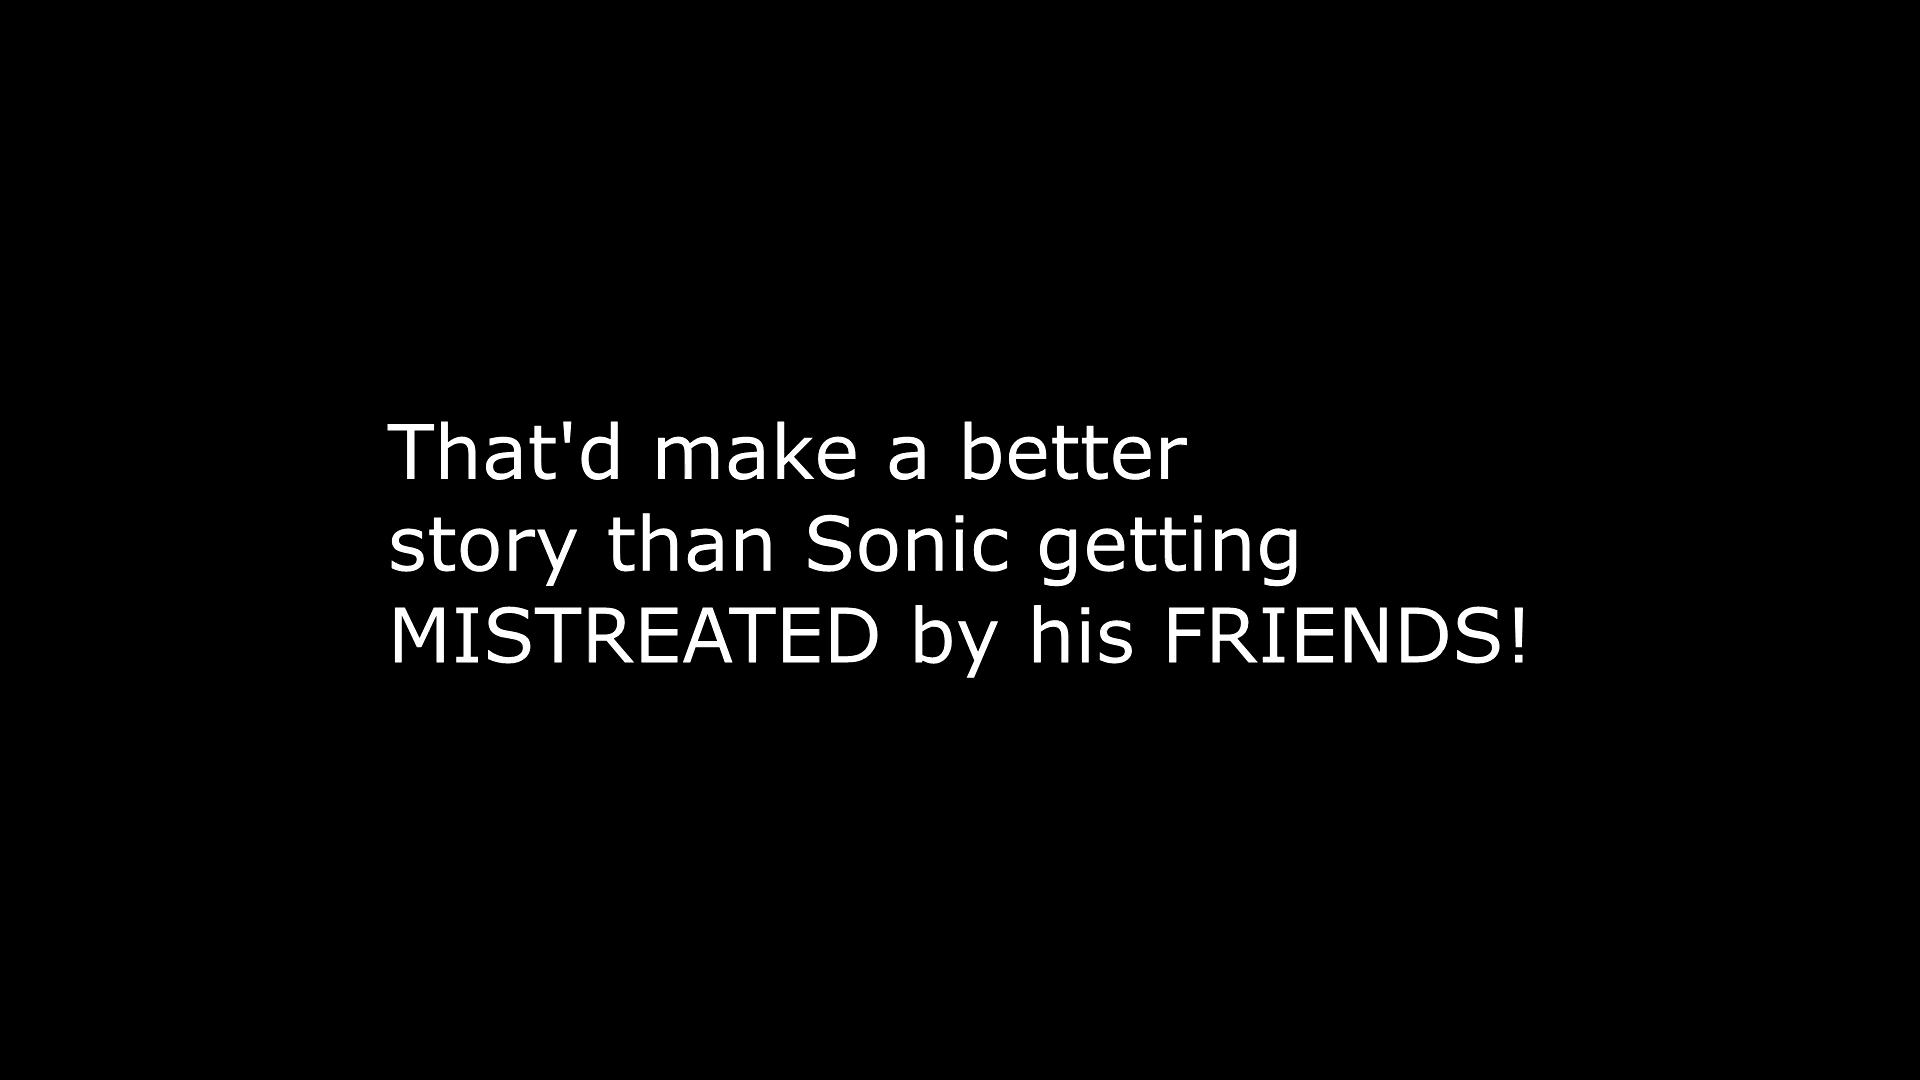 That'd make a better
story than Sonic getting
MISTREATED by his FRIENDS!